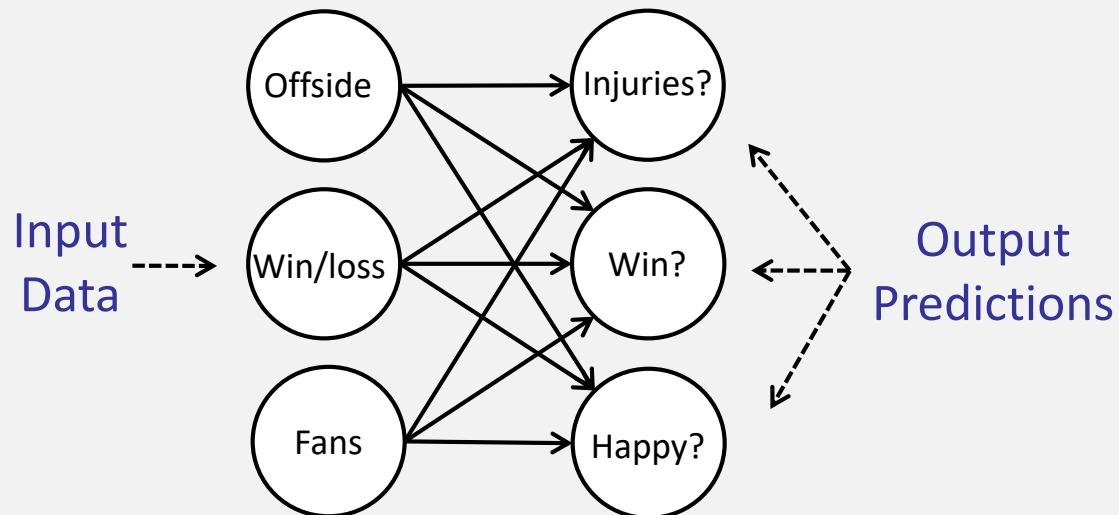 Offside
Injuries?
Input
Data
Win/loss
Win?
Output
Predictions
Fans
Happy?